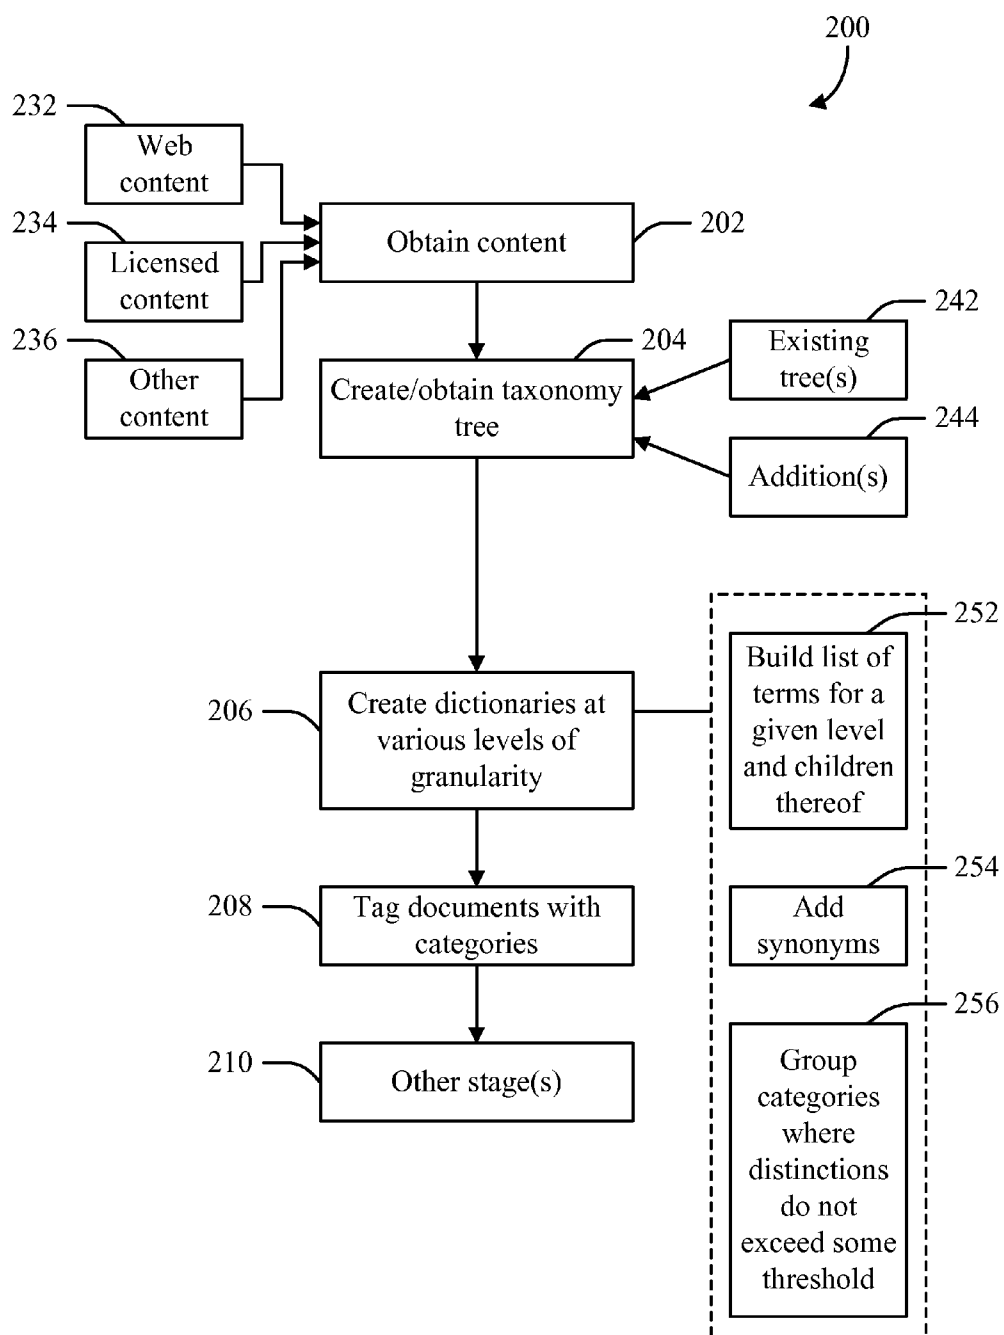 200
232
Web
content
234
Licensed
content
236
Other
content
Obtain content
202
204
Create/obtain taxonomy
tree
242
Existing
tree(s)
244
Addition(s)
206
Create dictionaries at
various levels of
granularity
252
Build list of
terms for a
given level
and children
thereof
208
Tag documents with
categories
254
Add
synonyms
210
Other stage(s)
256
Group
categories
where
distinctions
do not
exceed some
threshold